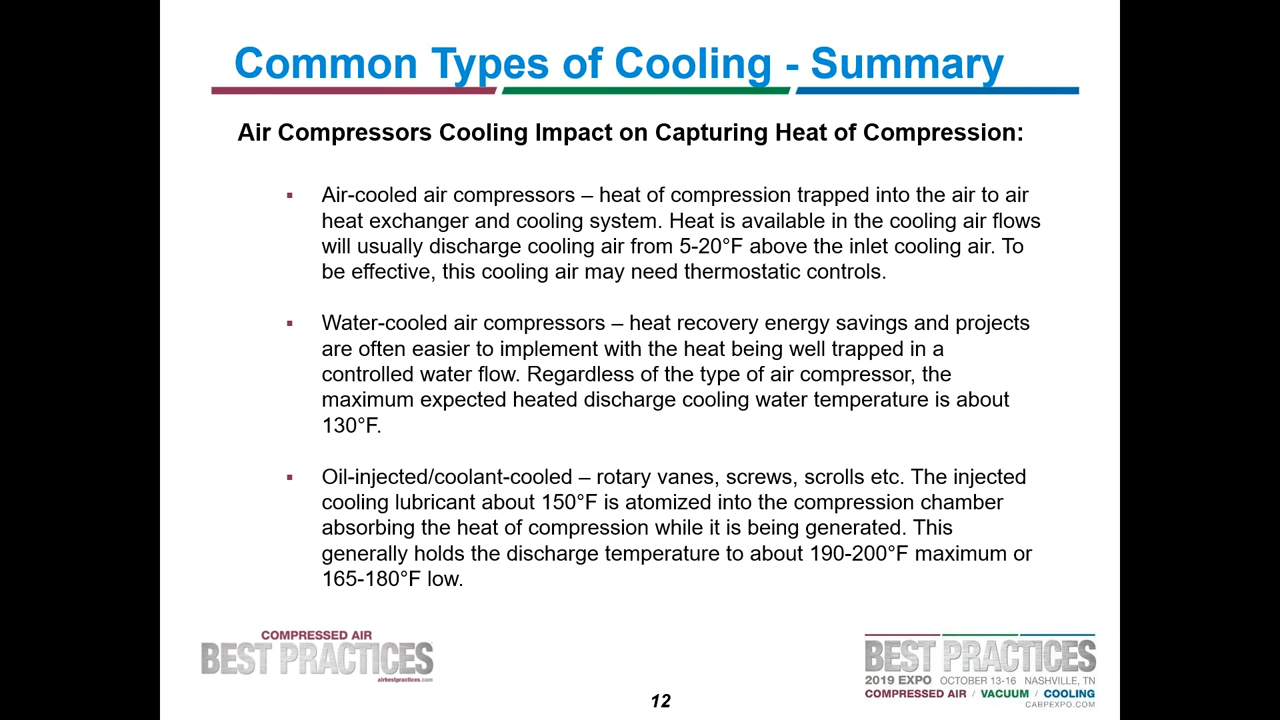 Common Types of Cooling - Summary
Air Compressors Cooling Impact on Capturing Heat of Compression:
▪ Air-cooled air compressors – heat of compression trapped into the air to air
heat exchanger and cooling system. Heat is available in the cooling air flows
will usually discharge cooling air from 5-20°F above the inlet cooling air. To
be effective, this cooling air may need thermostatic controls.
▪ Water-cooled air compressors – heat recovery energy savings and projects
are often easier to implement with the heat being well trapped in a
controlled water flow. Regardless of the type of air compressor, the
maximum expected heated discharge cooling water temperature is about
130°F.
▪ Oil-injected/coolant-cooled – rotary vanes, screws, scrolls etc. The injected
cooling lubricant about 150°F is atomized into the compression chamber
absorbing the heat of compression while it is being generated. This
generally holds the discharge temperature to about 190-200°F maximum or
165-180°F low.
COMPRESSED AIR
BEST PRACTICES
airbestpractices.com
12
BEST PRACTICES
2019 EXPO OCTOBER 13-16 NASHVILLE, TN
COMPRESSED AIR / VACUUM / COOLING
CABPEXPO.COM